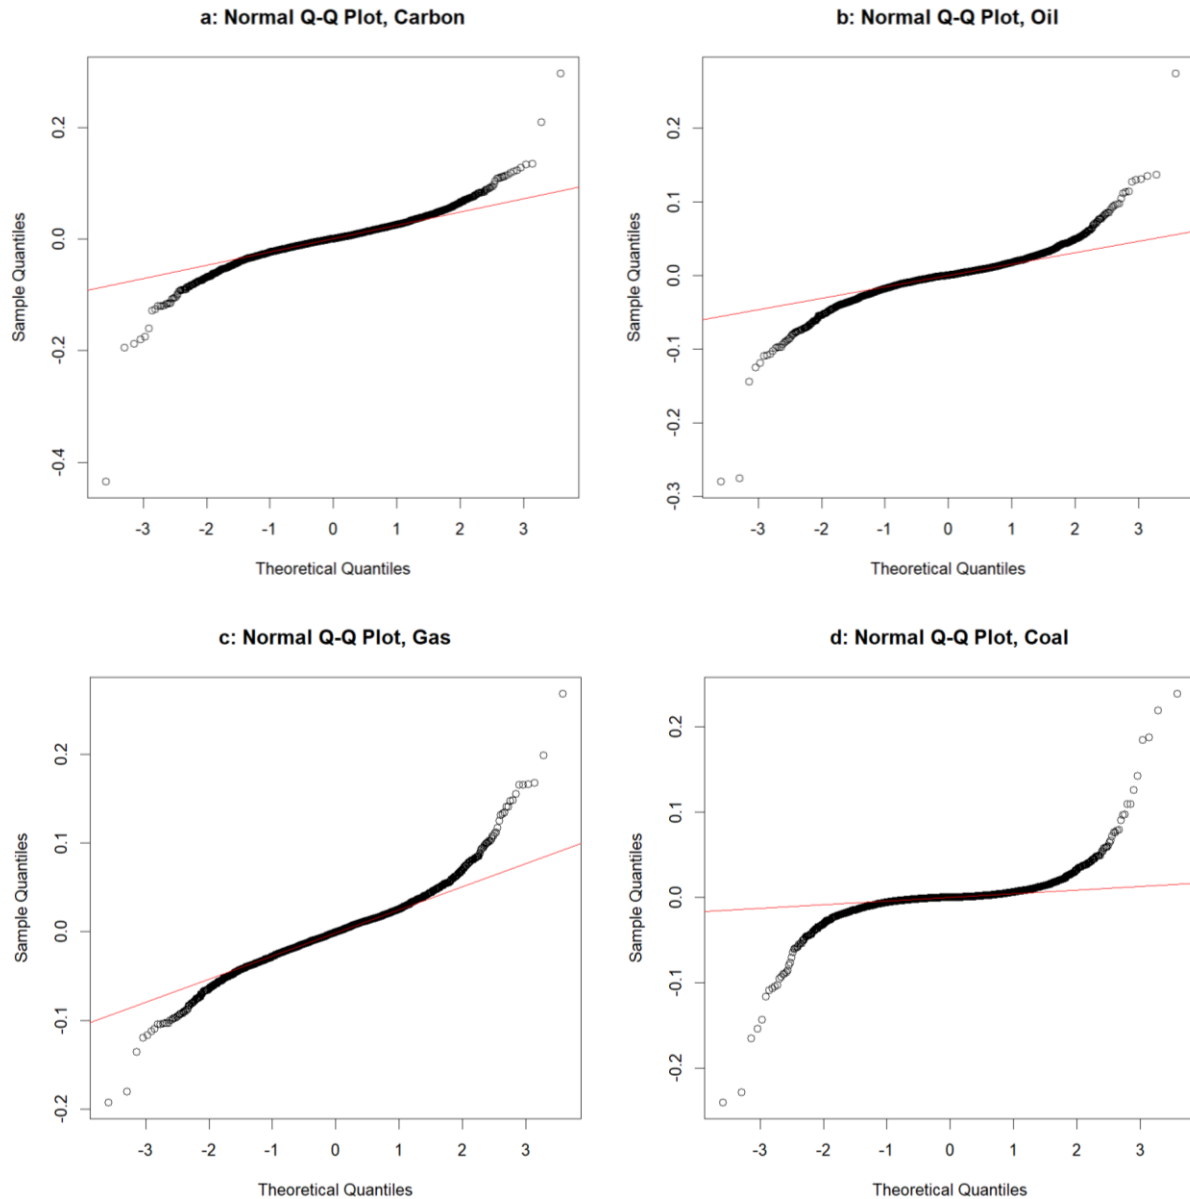 a: Normal Q-Q Plot, Carbon
Sample Quantiles
0.2
0.0
-0.2
-0.4
-3 -2 -1 0 1 2 3
Theoretical Quantiles
b: Normal Q-Q Plot, Oil
Sample Quantiles
0.2
0.1
0.0
-0.1
-0.2
-0.3
-3 -2 -1 0 1 2 3
Theoretical Quantiles
c: Normal Q-Q Plot, Gas
Sample Quantiles
0.2
0.1
0.0
-0.1
-0.2
-3 -2 -1 0 1 2 3
Theoretical Quantiles
d: Normal Q-Q Plot, Coal
Sample Quantiles
0.2
0.1
0.0
-0.1
-0.2
-3 -2 -1 0 1 2 3
Theoretical Quantiles